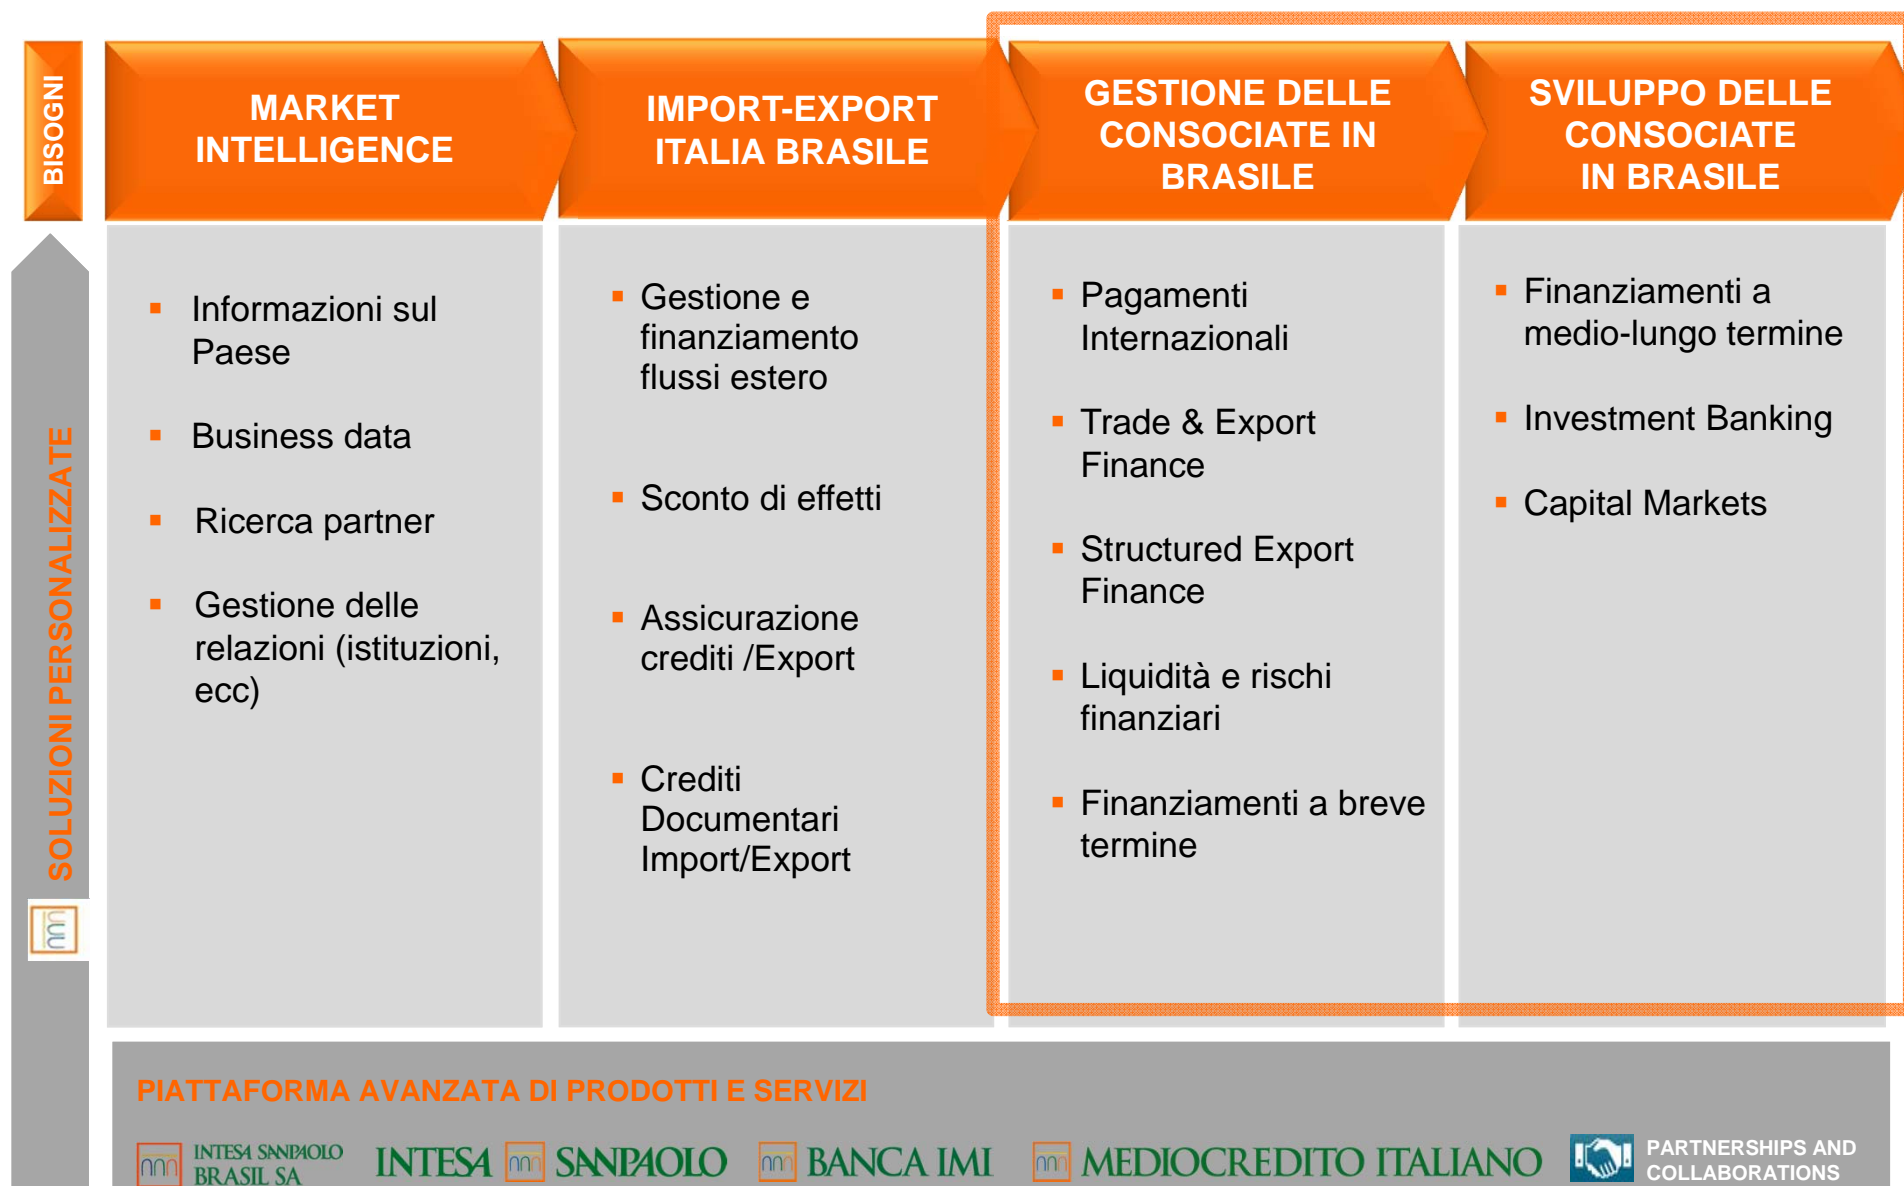 BISOGNI
MARKET
INTELLIGENCE
IMPORT-EXPORT
ITALIA BRASILE
GESTIONE DELLE
CONSOCIATE IN
BRASILE
SVILUPPO DELLE
CONSOCIATE
IN BRASILE
SOLUZIONI PERSONALIZZATE
▪ Informazioni sul
Paese
▪ Business data
▪ Ricerca partner
▪ Gestione delle
relazioni (istituzioni,
ecc)
▪ Gestione e
finanziamento
flussi estero
▪ Sconto di effetti
▪ Assicurazione
crediti /Export
▪ Crediti
Documentari
Import/Export
▪ Pagamenti
Internazionali
▪ Trade & Export
Finance
▪ Structured Export
Finance
▪ Liquidità e rischi
finanziari
▪ Finanziamenti a breve
termine
▪ Finanziamenti a
medio-lungo termine
▪ Investment Banking
▪ Capital Markets
PIATTAFORMA AVANZATA DI PRODOTTI E SERVIZI
INTESA SANPAOLO
BRASIL SA
INTESA SANPAOLO
BANCA IMI
MEDIOCREDITO ITALIANO
PARTNERSHIPS AND
COLLABORATIONS